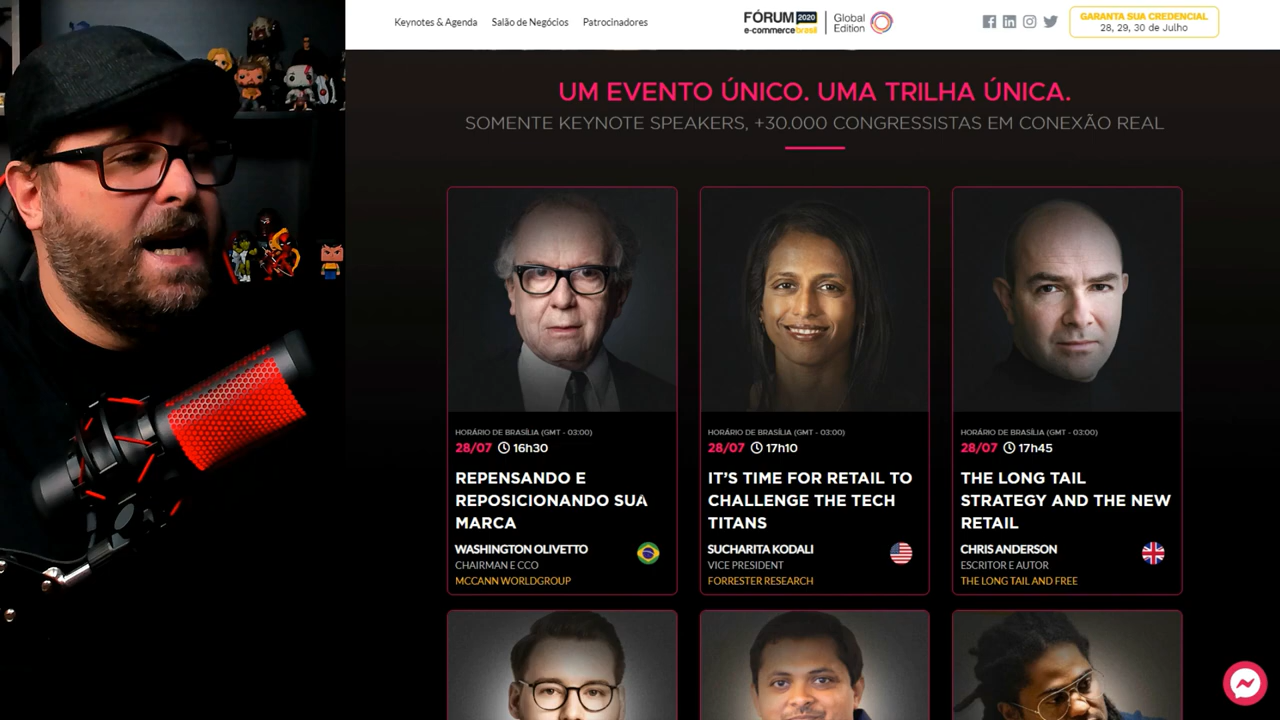 Keynotes & Agenda
Salão de Negócios
Patrocinadores
FÓRUM 2020
e-commercebrasil
Global
Edition
GARANTA SUA CREDENCIAL
28, 29, 30 de Julho
UM EVENTO ÚNICO. UMA TRILHA ÚNICA.
SOMENTE KEYNOTE SPEAKERS, +30.000 CONGRESSISTAS EM CONEXÃO REAL
HORÁRIO DE BRASÍLIA (GMT - 03:00)
28/07 16h30
REPENSANDO E
REPOSICIONANDO SUA
MARCA
WASHINGTON OLIVETTO
CHAIRMAN E CCO
MCCANN WORLDGROUP
HORÁRIO DE BRASÍLIA (GMT - 03:00)
28/07 17h10
IT'S TIME FOR RETAIL TO
CHALLENGE THE TECH
TITANS
SUCHARITA KODALI
VICE PRESIDENT
FORRESTER RESEARCH
HORÁRIO DE BRASÍLIA (GMT - 03:00)
28/07 17h45
THE LONG TAIL
STRATEGY AND THE NEW
RETAIL
CHRIS ANDERSON
ESCRITOR E AUTOR
THE LONG TAIL AND FREE